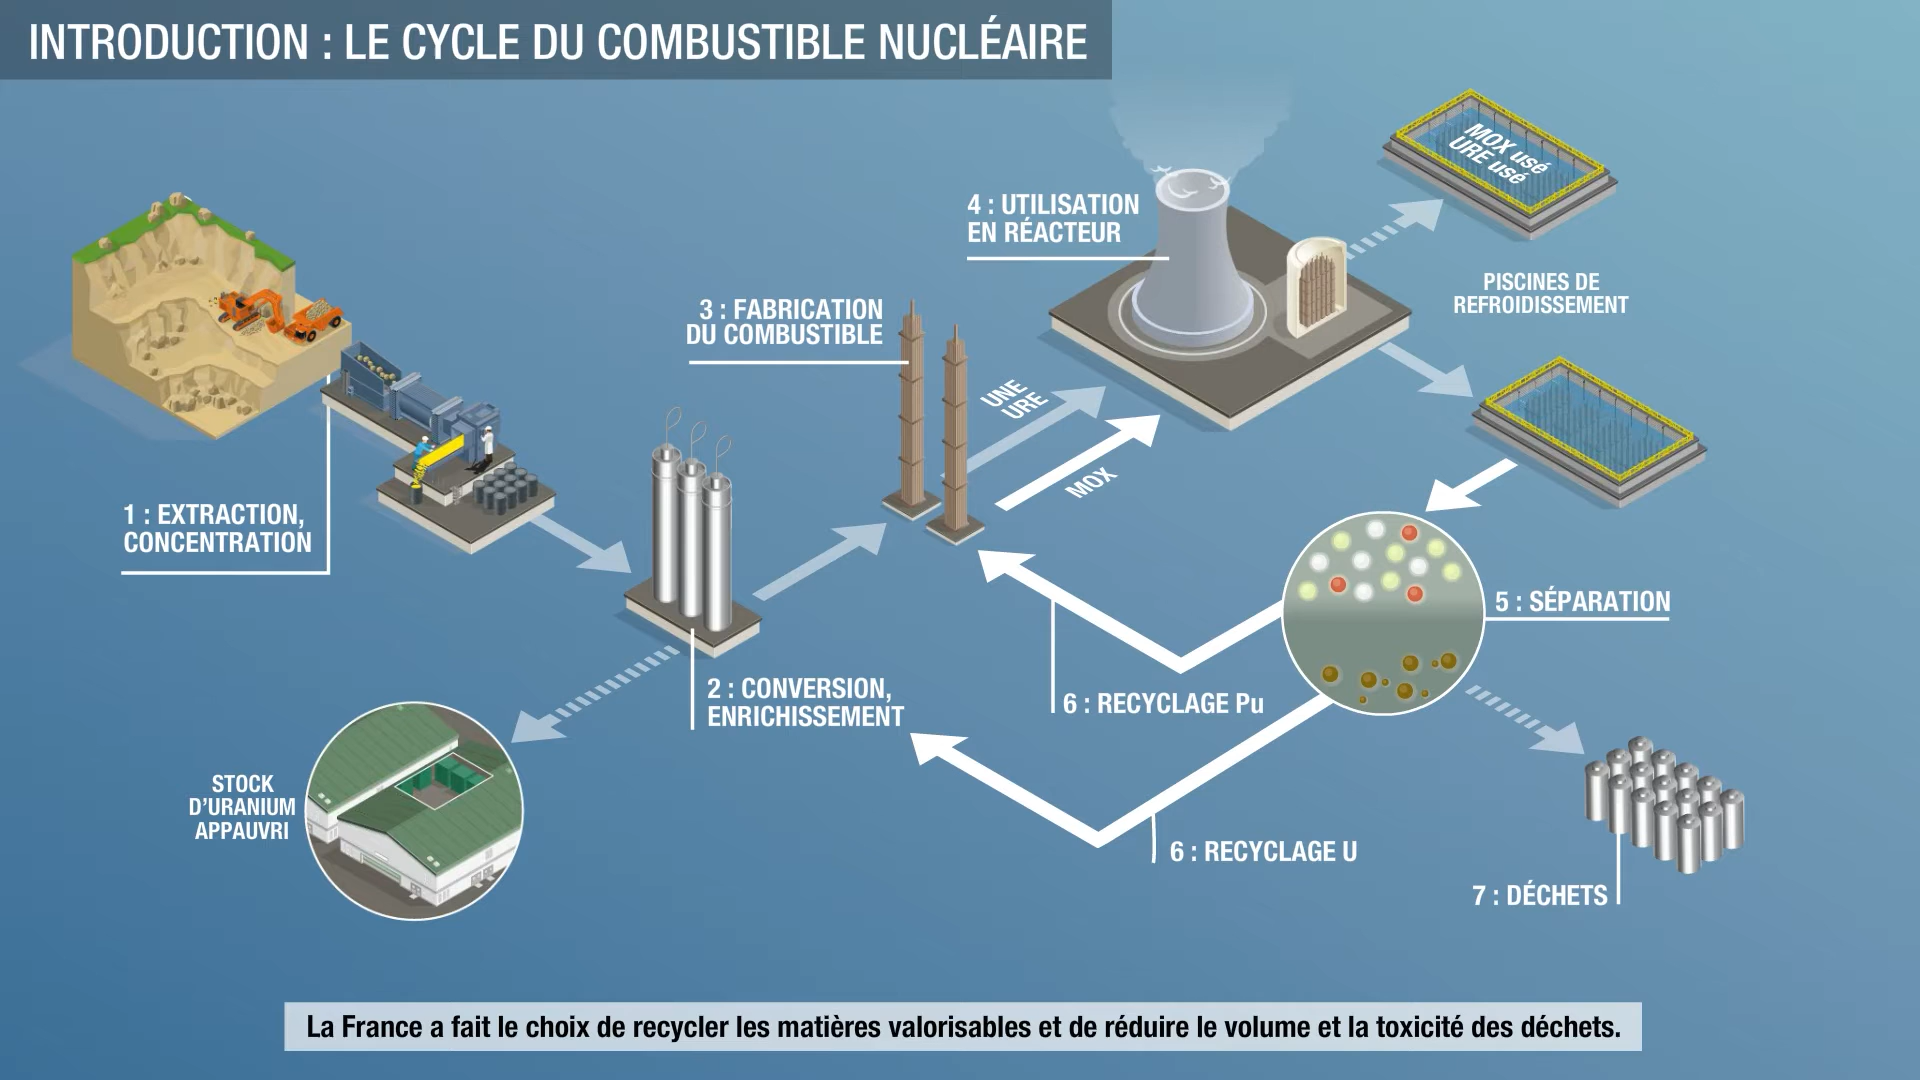 INTRODUCTION : LE CYCLE DU COMBUSTIBLE NUCLÉAIRE
MOX usé
URE usé
4 : UTILISATION
EN RÉACTEUR
PISCINES DE
REFROIDISSEMENT
3 : FABRICATION
DU COMBUSTIBLE
UNE
URE
MOX
1 : EXTRACTION,
CONCENTRATION
5 : SÉPARATION
2 : CONVERSION,
ENRICHISSEMENT
6 : RECYCLAGE Pu
STOCK
D’URANIUM
APPAUVRI
6 : RECYCLAGE U
7 : DÉCHETS
La France a fait le choix de recycler les matières valorisables et de réduire le volume et la toxicité des déchets.